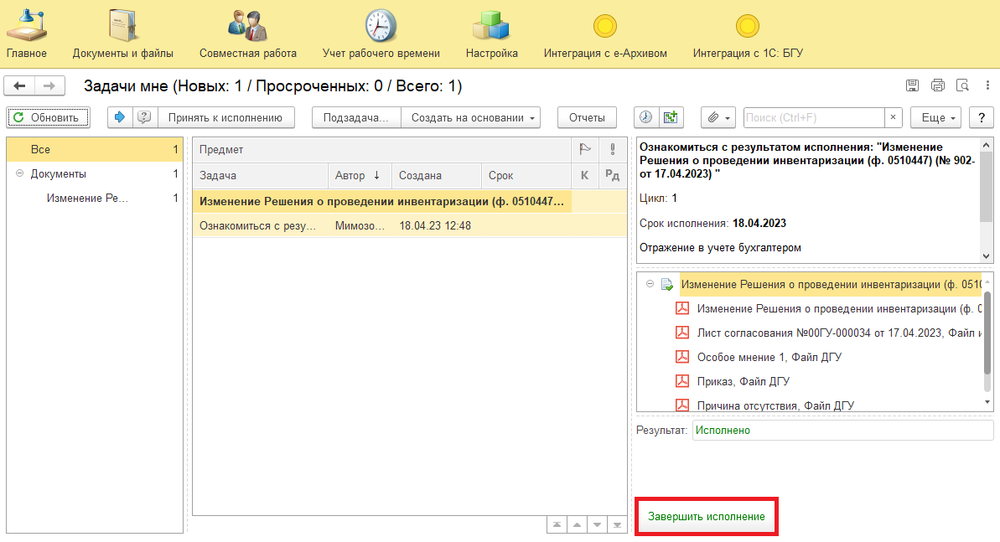 Главное
Документы и файлы
Совместная работа
Учет рабочего времени
Настройка
Интеграция с е-Архивом
Интеграция с 1С: БГУ
Задачи мне (Новых: 1 / Просроченных: 0 / Всего: 1)
Обновить
Принять к исполнению
Подзадача...
Создать на основании
Отчеты
Поиск (Ctrl+F)
×
Еще
?
Все 1
Документы 1
Изменение Ре... 1
Предмет
Задача Автор ↓ Создана Срок К Рд
Изменение Решения о проведении инвентаризации (ф. 0510447...
Ознакомиться с резу... Мимозо... 18.04.23 12:48
Ознакомиться с результатом исполнения: "Изменение
Решения о проведении инвентаризации (ф. 0510447) (№ 902-
от 17.04.2023) "
Цикл: 1
Срок исполнения: 18.04.2023
Отражение в учете бухгалтером
Изменение Решения о проведении инвентаризации (ф. 051
Изменение Решения о проведении инвентаризации (ф. 0
Лист согласования №00ГУ-000034 от 17.04.2023, Файл и
Особое мнение 1, Файл ДГУ
Приказ, Файл ДГУ
Причина отсутствия, Файл ДГУ
Результат: Исполнено
Завершить исполнение